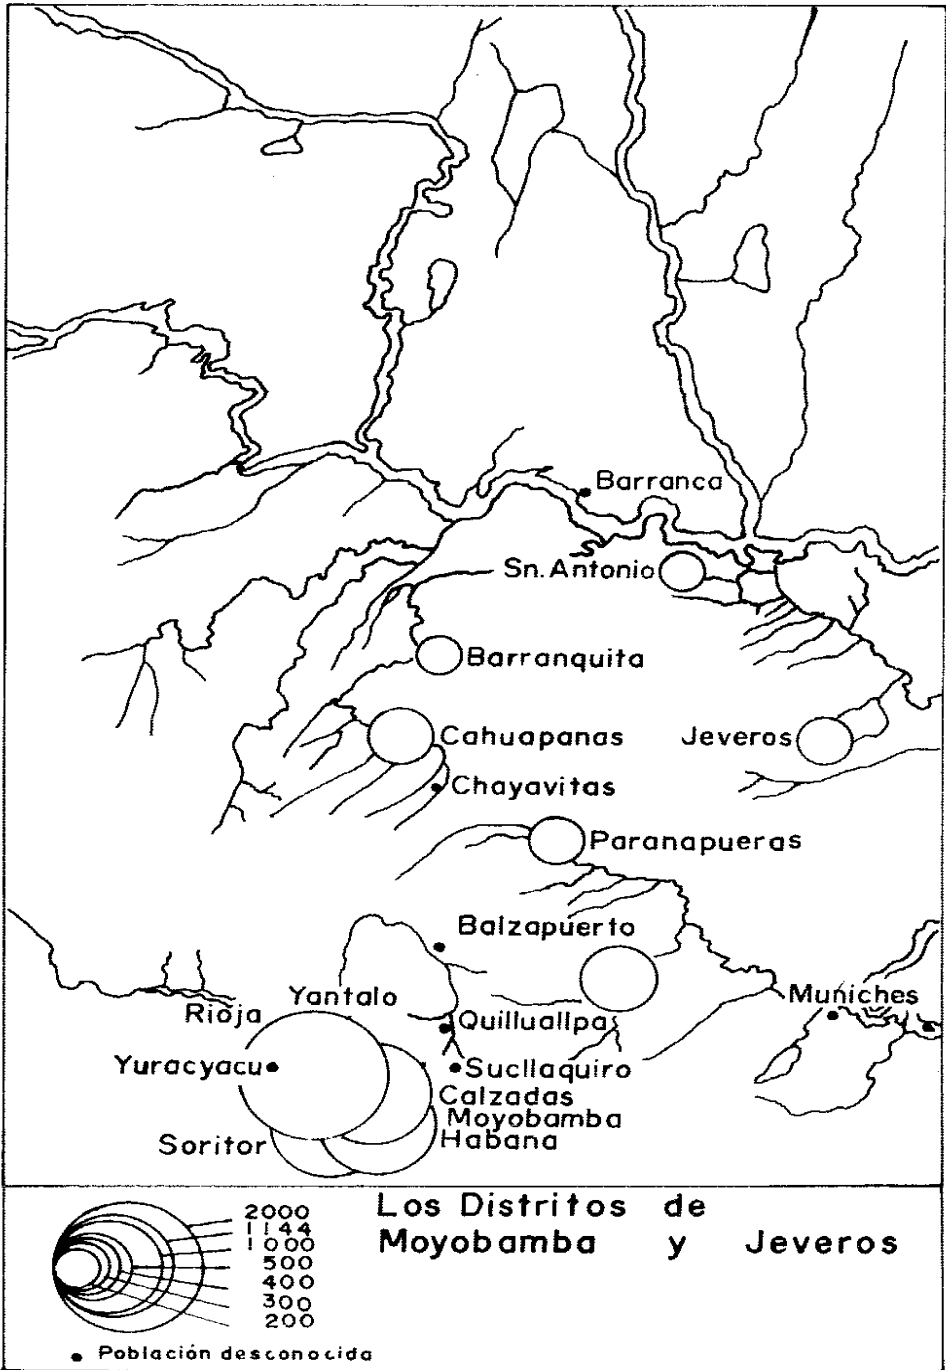 Barranca
Sn. Antonio
Barranquita
Cahuapanas
Jeveros
Chayavitas
Paranapueras
Balzapuerto
Yantalo
Muniches
Rioja
Quilluallpa
Yuracyacu
Sucllaquiro
Calzadas
Moyobamba
Soritor
Habana
Los Distritos de
Moyobamba y Jeveros
2000
1144
1000
500
400
300
200
Población desconocida